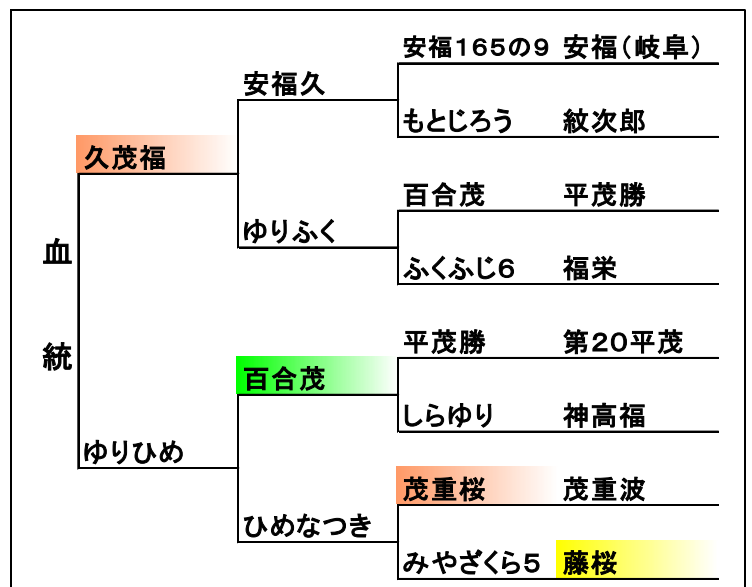 安福165の9 安福（岐阜）
安福久
もとじろう 紋次郎
久茂福
百合茂 平茂勝
ゆりふく
血
ふくふじ6 福栄
平茂勝 第20平茂
統
百合茂
しらゆり 神高福
ゆりひめ
茂重桜 茂重波
ひめなつき
みやざくら5 藤桜